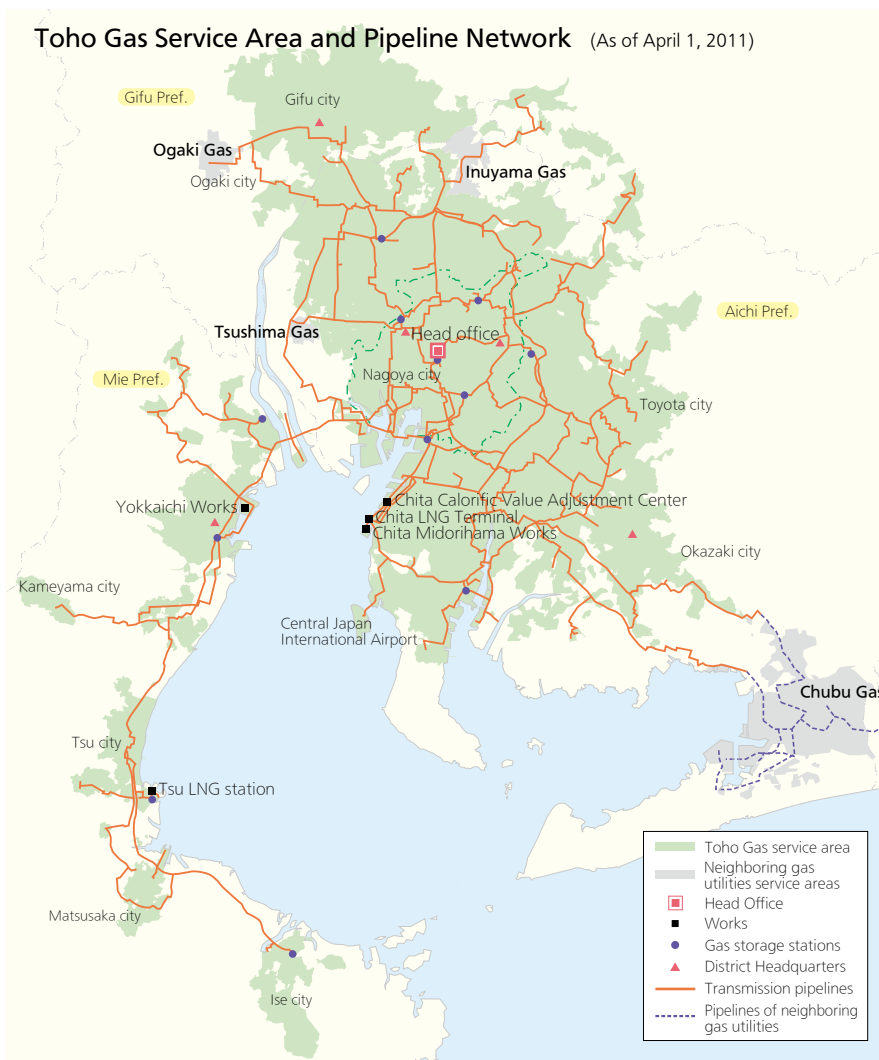 Toho Gas Service Area and Pipeline Network (As of April 1, 2011)
Gifu Pref.
Gifu city
Ogaki Gas
Ogaki city
Inuyama Gas
Aichi Pref.
Tsushima Gas
Head office
Nagoya city
Mie Pref.
Toyota city
Yokkaichi Works
Chita Calorific Value Adjustment Center
Chita LNG Terminal
Chita Midorihama Works
Okazaki city
Kameyama city
Central Japan
International Airport
Chubu Gas
Tsu city
Tsu LNG station
Matsusaka city
Ise city
Toho Gas service area
Neighboring gas
utilities service areas
Head Office
Works
Gas storage stations
District Headquarters
Transmission pipelines
Pipelines of neighboring
gas utilities